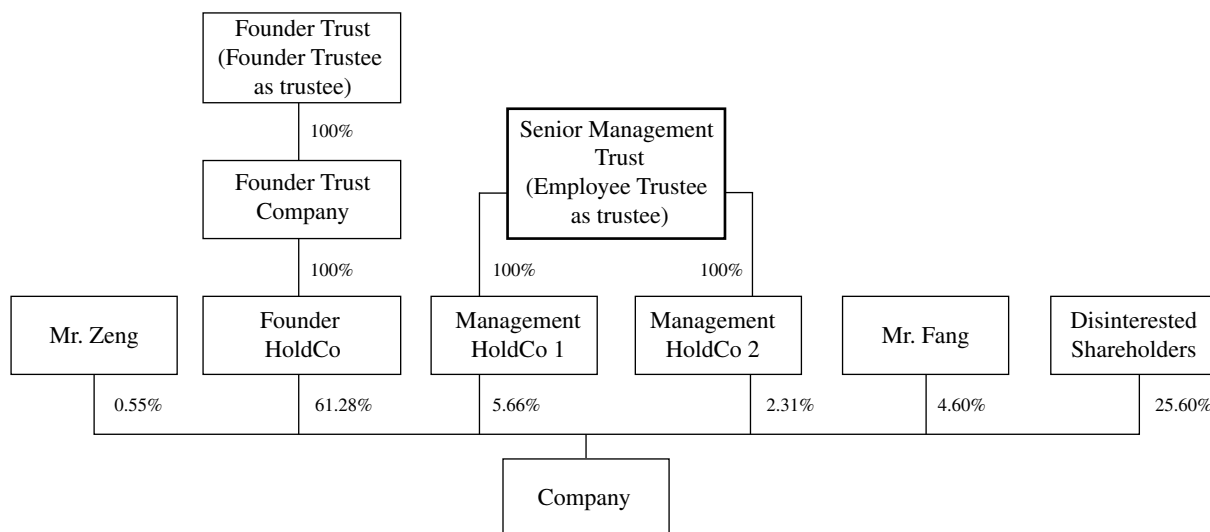 Founder Trust
(Founder Trustee
as trustee)
100%
Senior Management
Trust
(Employee Trustee
as trustee)
Founder Trust
Company
100%
100%
100%
Mr. Zeng
Founder
HoldCo
Management
HoldCo 1
Management
HoldCo 2
Mr. Fang
Disinterested
Shareholders
0.55%
61.28%
5.66%
2.31%
4.60%
25.60%
Company